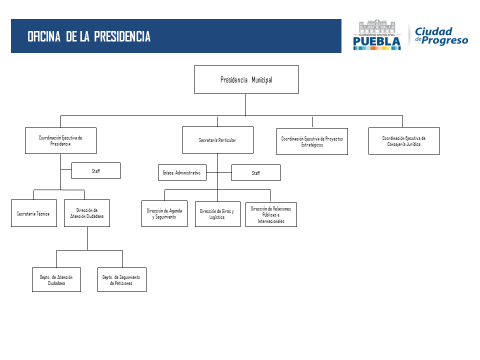 OFICINA DE LA PRESIDENCIA
PUEBLA
Ciudad
de Progreso
Presidencia Municipal
Coordinación Ejecutiva de
Presidencia
Secretaría Particular
Coordinación Ejecutiva de Proyectos
Estratégicos
Coordinación Ejecutiva de
Consejería Jurídica
Staff
Enlace Administrativo
Staff
Secretaría Técnica
Dirección de
Atención Ciudadana
Dirección de Agenda
y Seguimiento
Dirección de Giras y
Logística
Dirección de Relaciones
Públicas e
Internacionales
Depto. de Atención
Ciudadana
Depto. de Seguimiento
de Peticiones